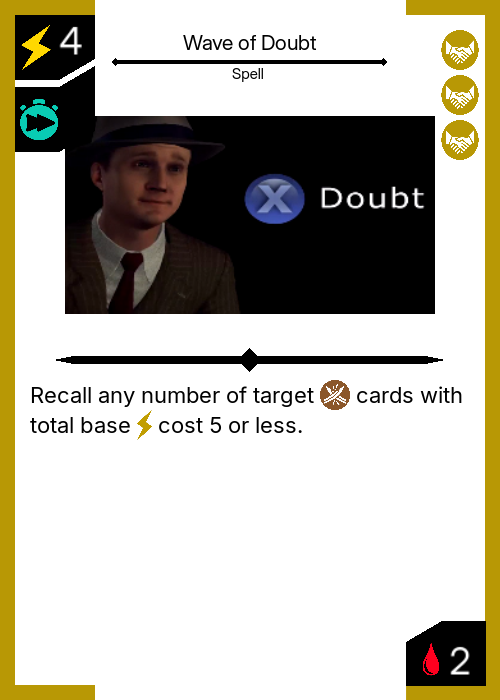 4
Wave of Doubt
Spell
X Doubt
Recall any number of target cards with
total base cost 5 or less.
2